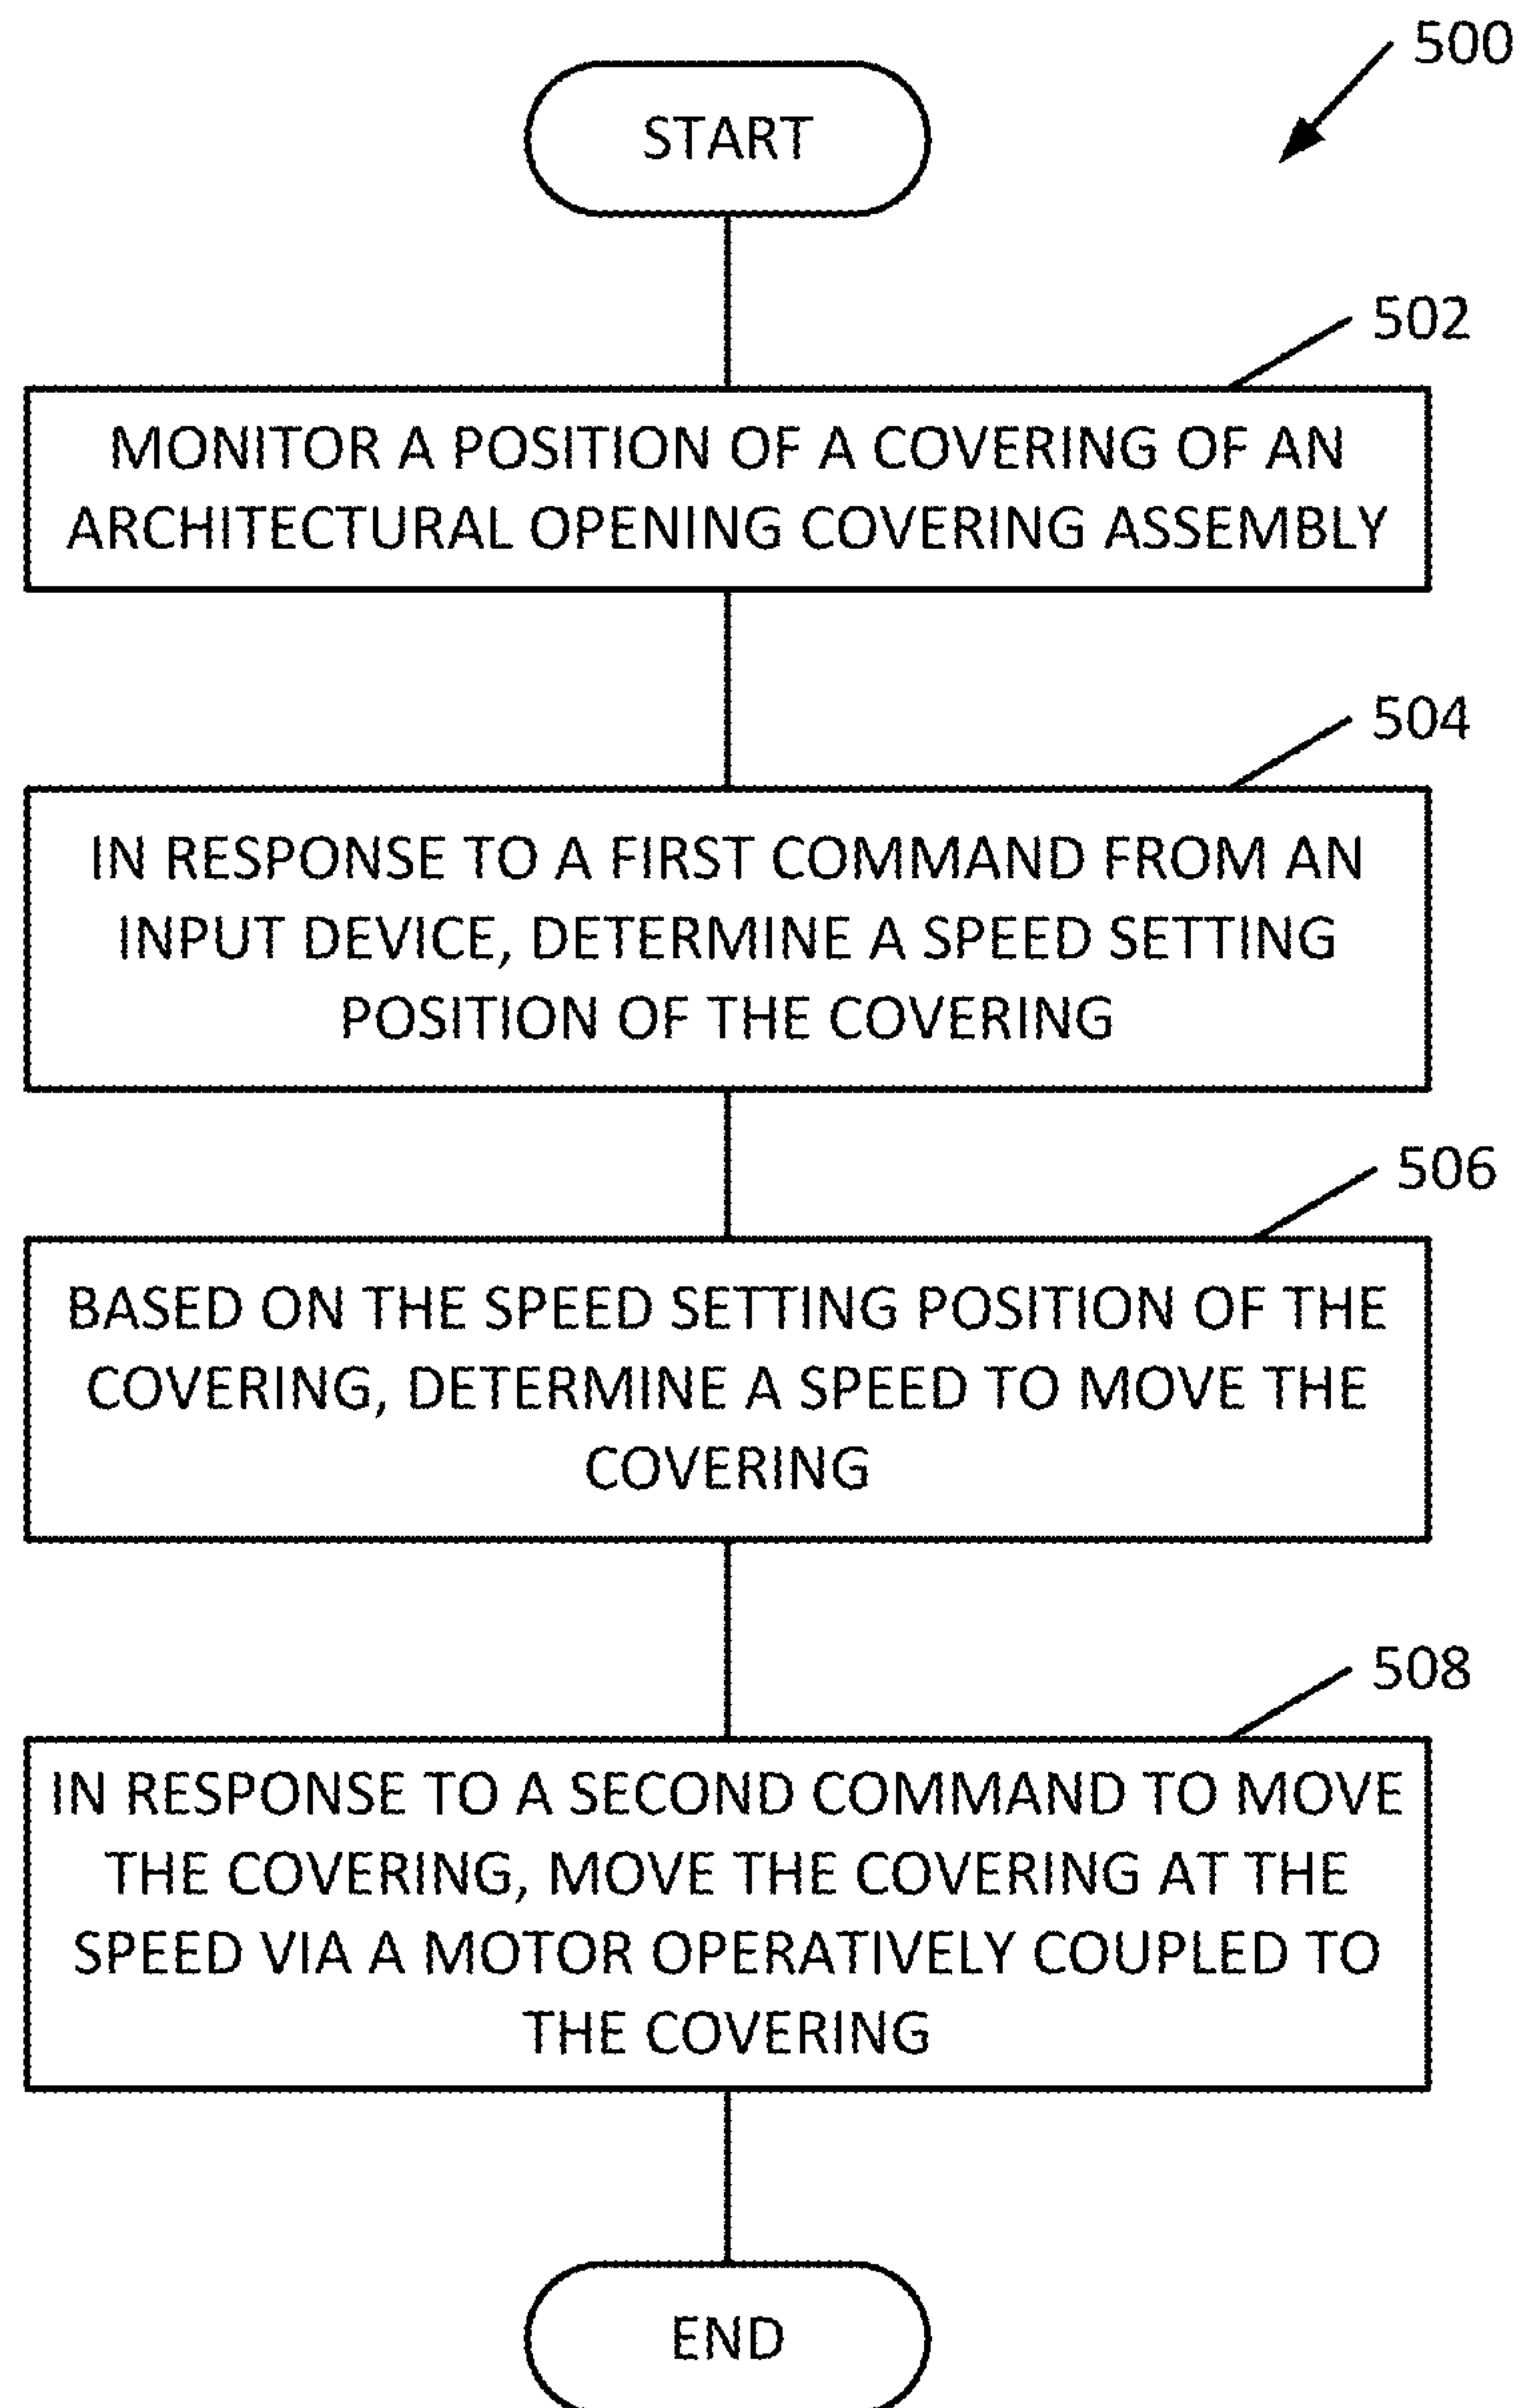 500
START
502
MONITOR A POSITION OF A COVERING OF AN
ARCHITECTURAL OPENING COVERING ASSEMBLY
504
IN RESPONSE TO A FIRST COMMAND FROM AN
INPUT DEVICE, DETERMINE A SPEED SETTING
POSITION OF THE COVERING
506
BASED ON THE SPEED SETTING POSITION OF THE
COVERING, DETERMINE A SPEED TO MOVE THE
COVERING
508
IN RESPONSE TO A SECOND COMMAND TO MOVE
THE COVERING, MOVE THE COVERING AT THE
SPEED VIA A MOTOR OPERATIVELY COUPLED TO
THE COVERING
END